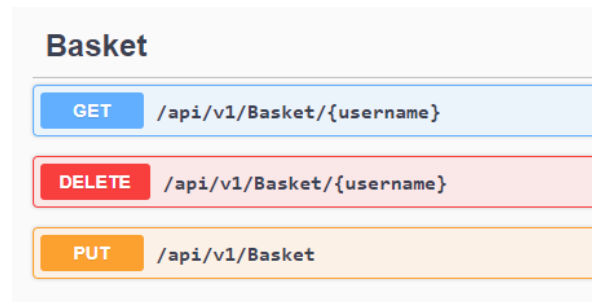 Basket
GET /api/v1/Basket/{username}
DELETE /api/v1/Basket/{username}
PUT /api/v1/Basket